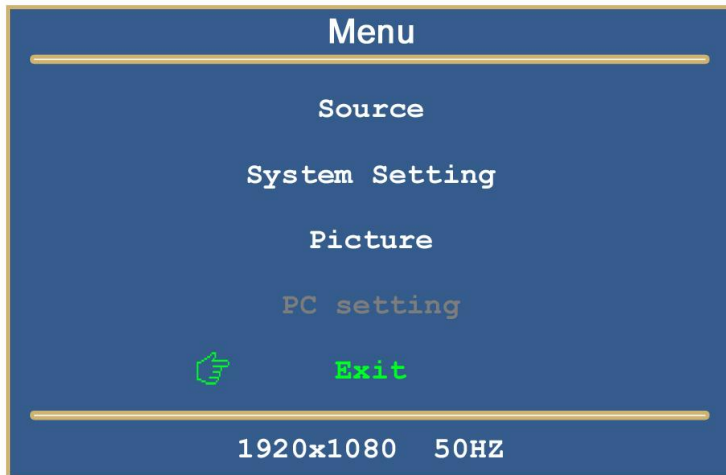 Menu
Source
System Setting
Picture
PC setting
Exit
1920x1080 50HZ